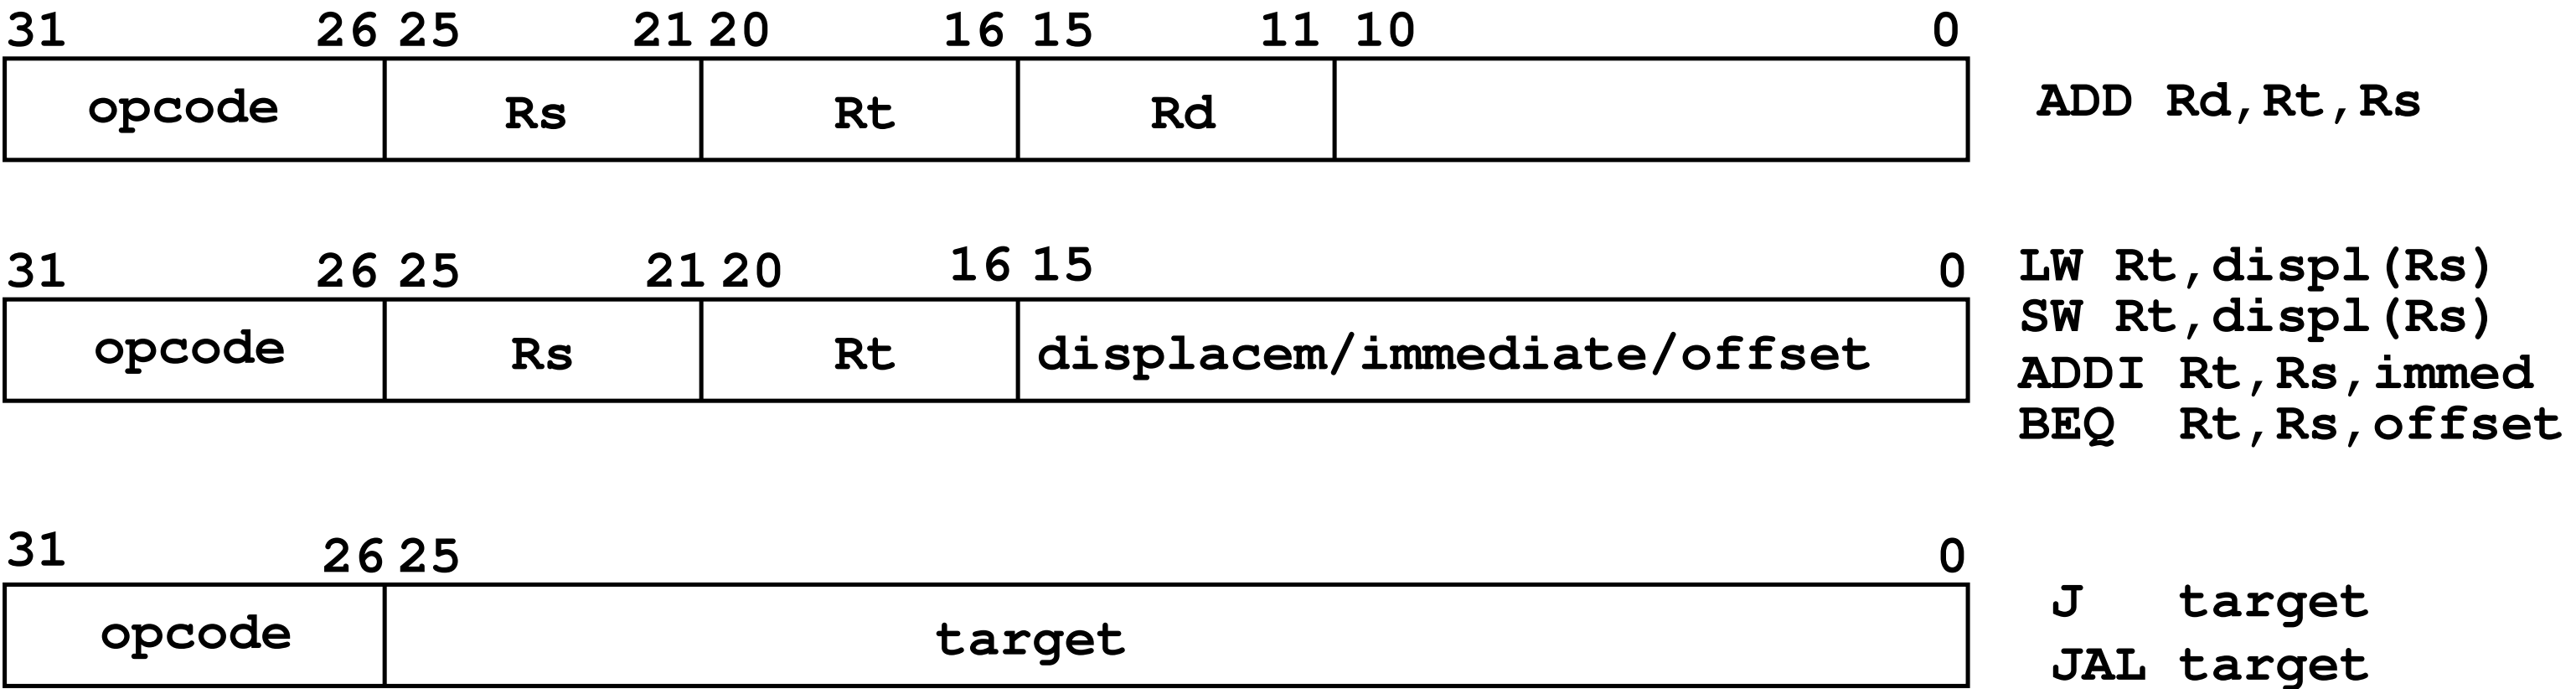 31 26 25 21 20 16 15 11 10 0
opcode Rs Rt Rd ADD Rd,Rt,Rs
31 26 25 21 20 16 15 0
LW Rt,displ(Rs)
SW Rt,displ(Rs)
opcode Rs Rt displacem/immediate/offset
ADDI Rt,Rs,immed
BEQ Rt,Rs,offset
31 26 25 0
J target
opcode target
JAL target